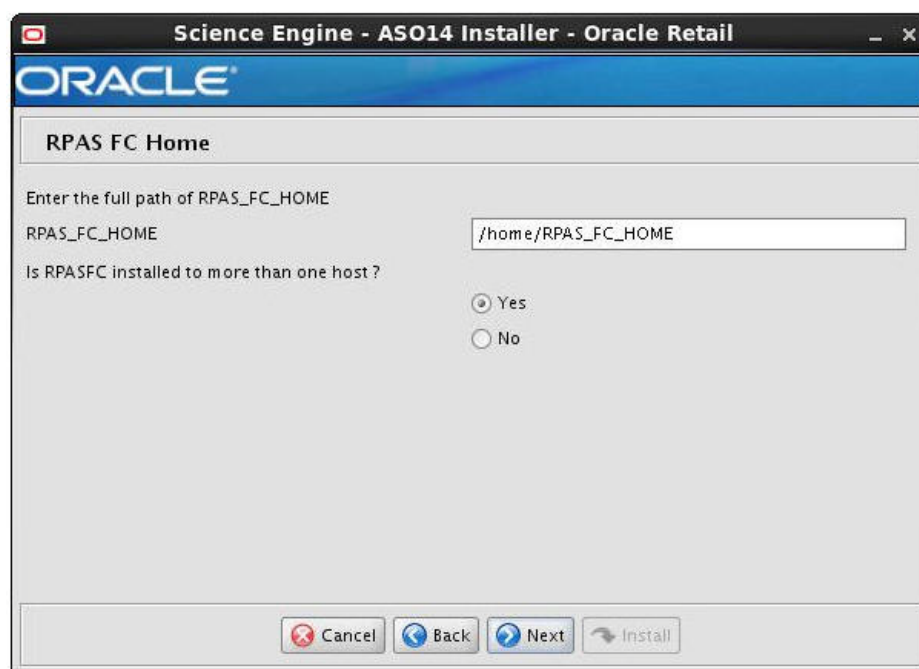 Science Engine - ASO14 Installer - Oracle Retail
ORACLE
RPAS FC Home
Enter the full path of RPAS_FC_HOME
RPAS_FC_HOME /home/RPAS_FC_HOME
Is RPASFC installed to more than one host ?
Yes
No
Cancel Back Next Install